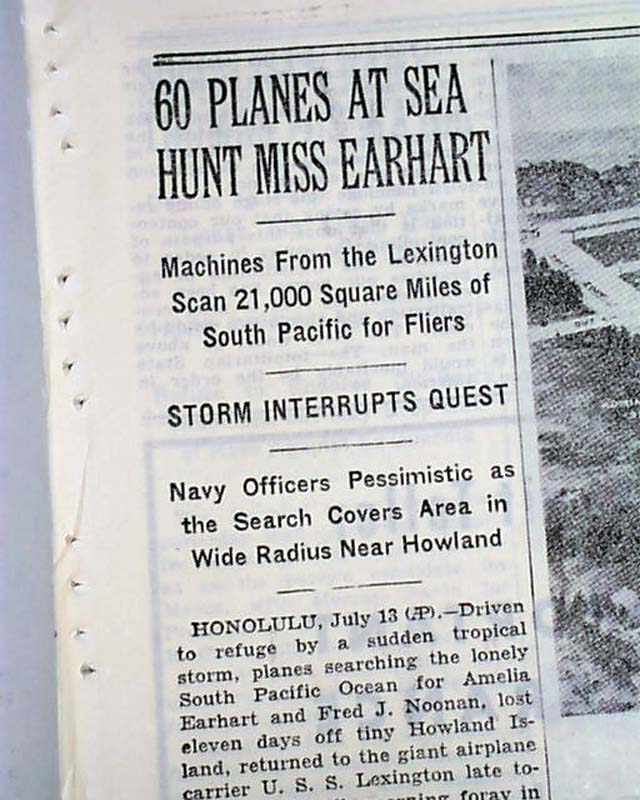 60 PLANES AT SEA
HUNT MISS EARHART
Machines From the Lexington
Scan 21,000 Square Miles of
South Pacific for Fliers
STORM INTERRUPTS QUEST
Navy Officers Pessimistic as
the Search Covers Area in
Wide Radius Near Howland
HONOLULU, July 13 (AP).—Driven
to refuge by a sudden tropical
storm, planes searching the lonely
South Pacific Ocean for Amelia
Earhart and Fred J. Noonan, lost
eleven days off tiny Howland Is-
land, returned to the giant airplane
carrier U. S. S. Lexington late to-
foray in